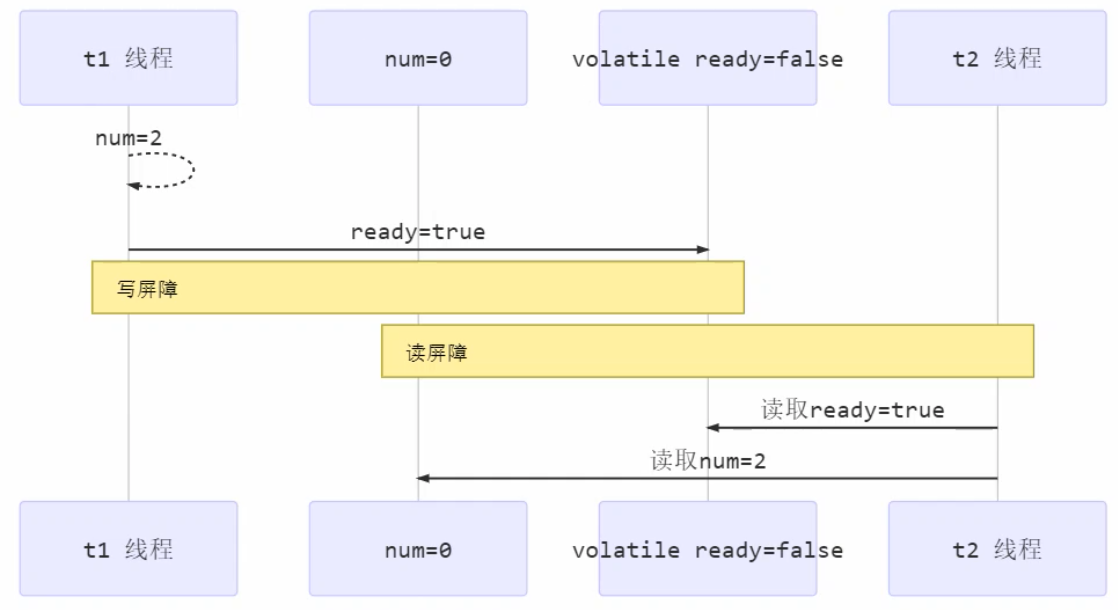 t1 线程
num=0
volatile ready=false
t2 线程
num=2
ready=true
写屏障
读屏障
读取ready=true
读取num=2
t1 线程
num=0
volatile ready=false
t2 线程